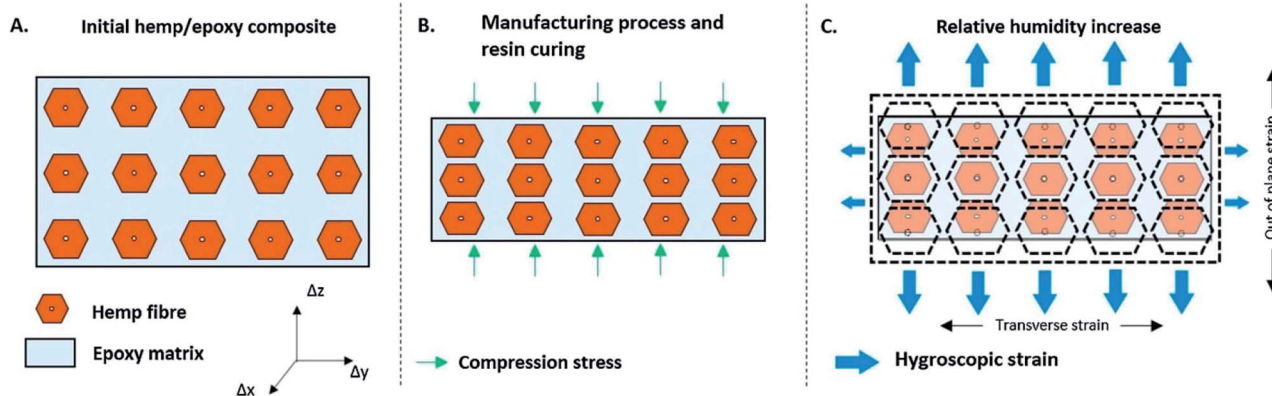 A.
Initial hemp/epoxy composite
Hemp fibre
Epoxy matrix
Δz
Δy
Δx
B.
Manufacturing process and
resin curing
Compression stress
C.
Relative humidity increase
Out of plane strain
Transverse strain
Hygroscopic strain